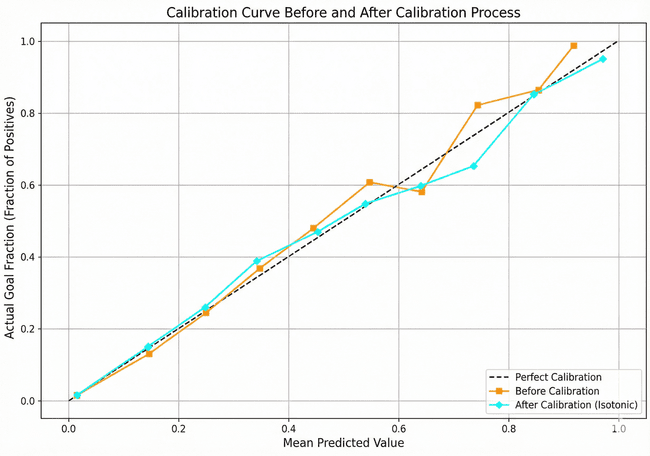 Calibration Curve Before and After Calibration Process
Actual Goal Fraction (Fraction of Positives)
1.0
0.8
0.6
0.4
0.2
0.0
Perfect Calibration
Before Calibration
After Calibration (Isotonic)
0.0 0.2 0.4 0.6 0.8 1.0
Mean Predicted Value